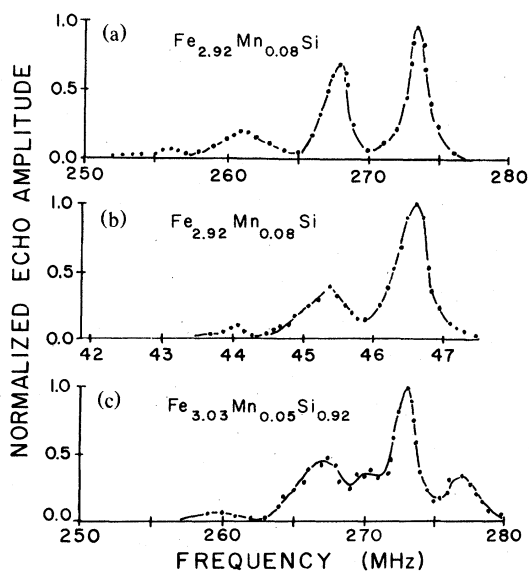 NORMALIZED ECHO AMPLITUDE
1.0
(a)
Fe2.92Mn0.08Si
0.5
0.0
250 260 270 280
1.0
(b)
Fe2.92Mn0.08Si
0.5
0.0
42 43 44 45 46 47
1.0
(c)
Fe3.03Mn0.05Si0.92
0.5
0.0
250 260 270 280
FREQUENCY (MHz)